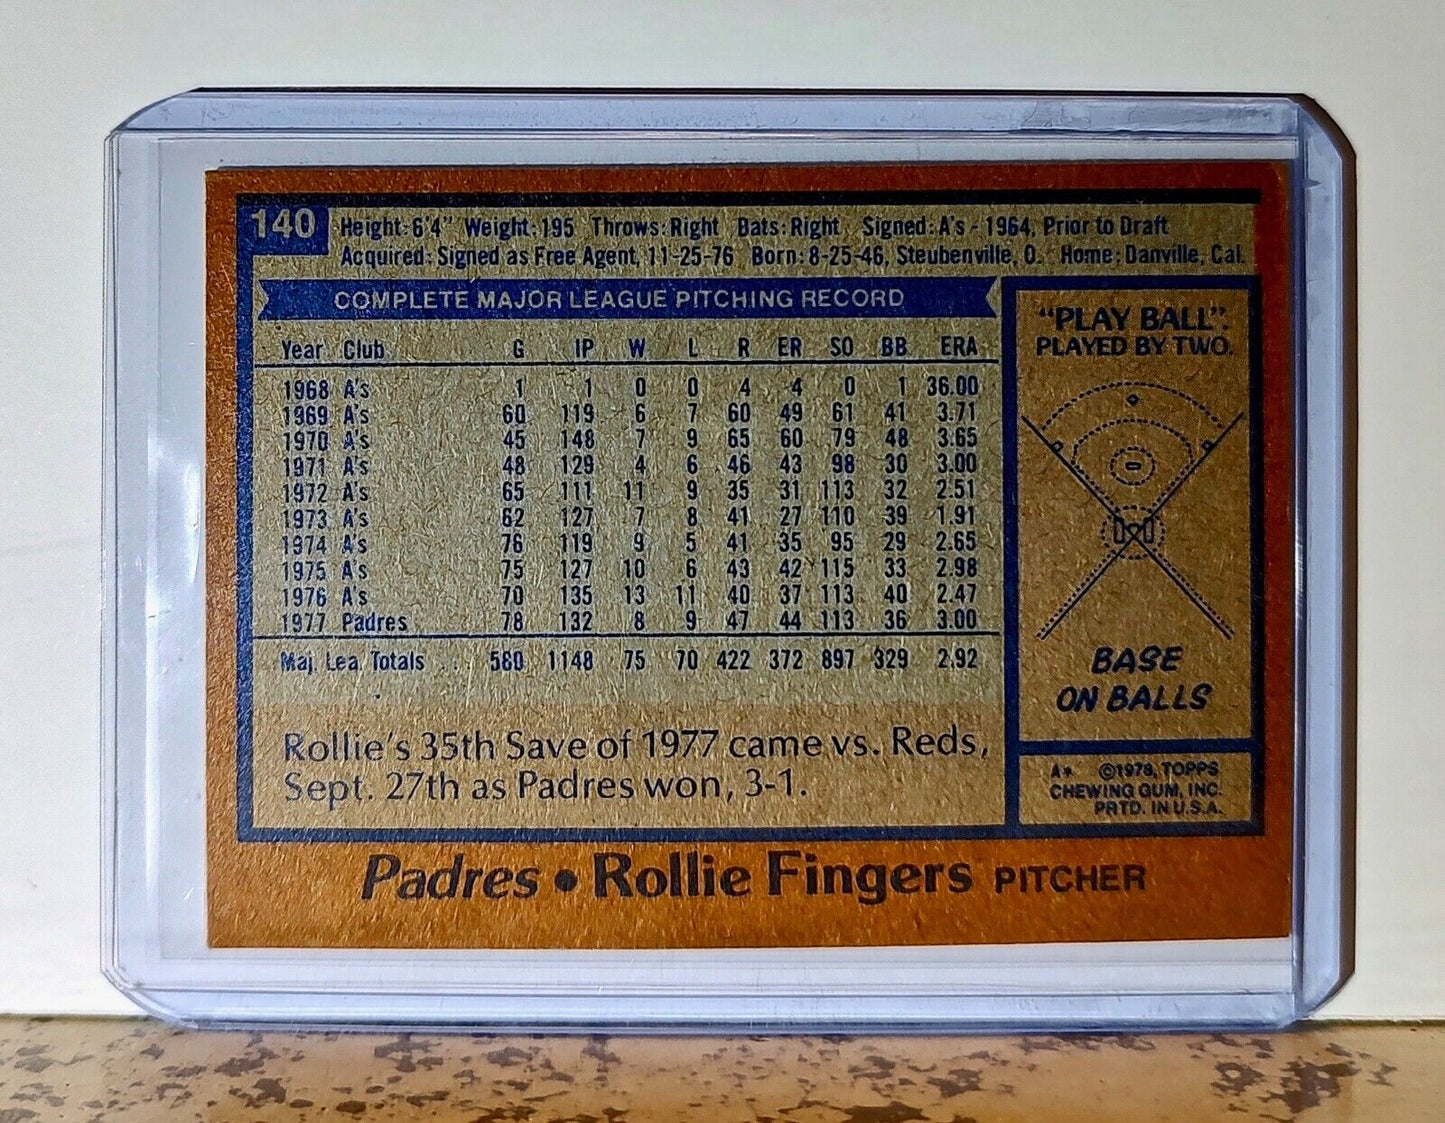 140
Height: 6'4" Weight: 195 Throws: Right Bats: Right Signed: A's - 1964, Prior to Draft
Acquired: Signed as Free Agent, 11-25-76 Born: 8-25-46, Steubenville, O. Home: Danville, Cal.
COMPLETE MAJOR LEAGUE PITCHING RECORD
Year Club G IP W L R ER SO BB ERA
1968 A's 1 1 0 0 4 4 0 1 36.00
1969 A's 60 119 6 7 60 49 61 41 3.71
1970 A's 45 148 7 9 65 60 79 48 3.65
1971 A's 48 129 4 6 46 43 98 30 3.00
1972 A's 65 111 11 9 35 31 113 32 2.51
1973 A's 62 127 7 8 41 27 110 39 1.91
1974 A's 76 119 9 5 41 35 95 29 2.65
1975 A's 75 127 10 6 43 42 115 33 2.98
1976 A's 70 135 13 11 40 37 113 40 2.47
1977 Padres 78 132 8 9 47 44 113 36 3.00
Maj. Lea. Totals . . 580 1148 75 70 422 372 897 329 2.92
Rollie's 35th Save of 1977 came vs. Reds,
Sept. 27th as Padres won, 3-1.
"PLAY BALL".
PLAYED BY TWO.
BASE
ON BALLS
A* ©1978, TOPPS
CHEWING GUM, INC.
PRTD. IN U.S.A.
Padres • Rollie Fingers PITCHER